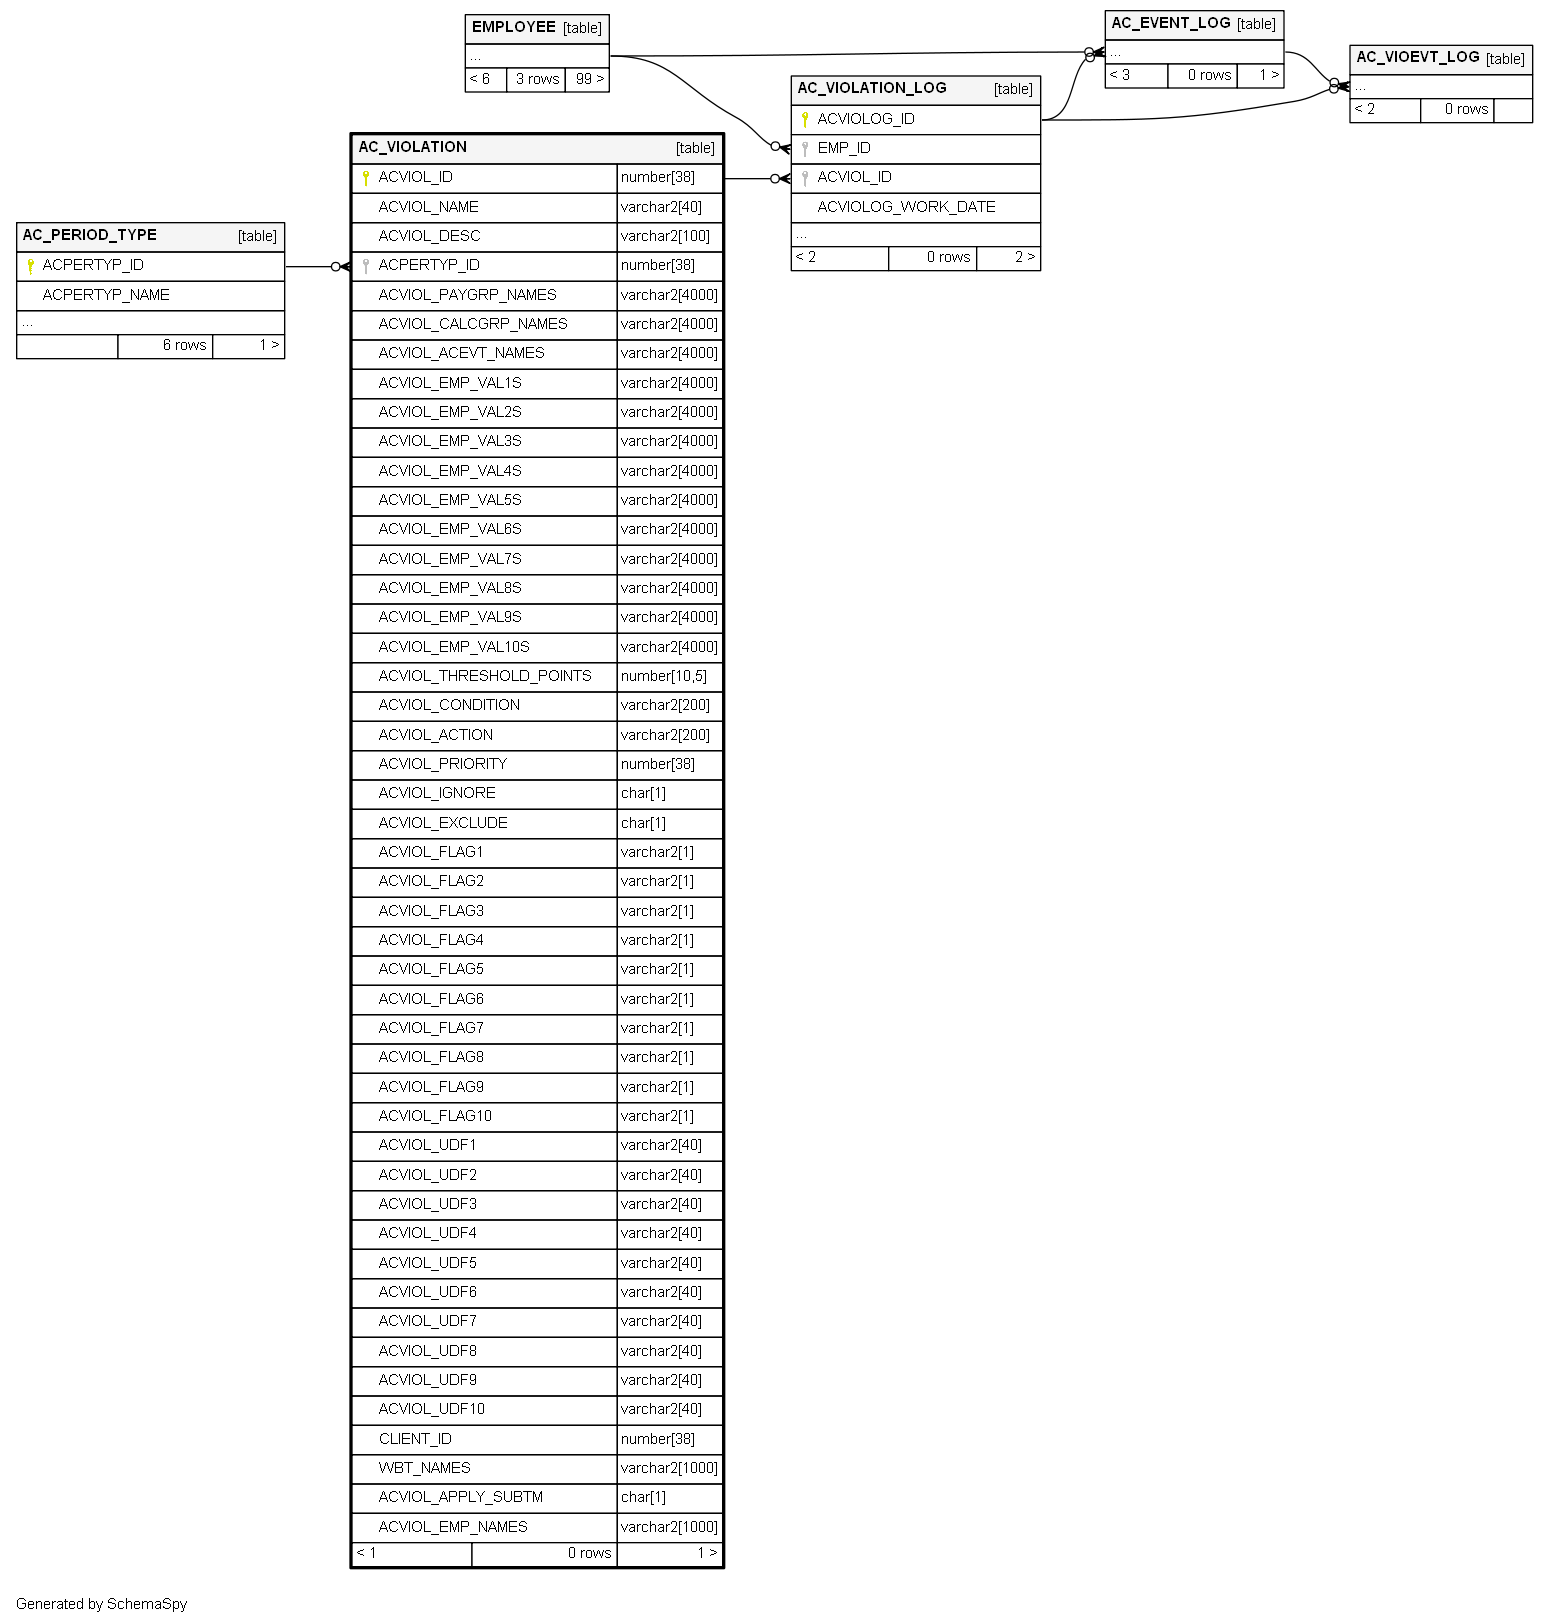 EMPLOYEE [table]
...
< 6 3 rows 99 >
AC_EVENT_LOG [table]
...
< 3 0 rows 1 >
AC_VIOEVT_LOG [table]
...
< 2 0 rows
AC_VIOLATION_LOG [table]
ACVIOLOG_ID
EMP_ID
ACVIOL_ID
ACVIOLOG_WORK_DATE
...
< 2 0 rows 2 >
AC_PERIOD_TYPE [table]
ACPERTYP_ID
ACPERTYP_NAME
...
6 rows 1 >
AC_VIOLATION [table]
ACVIOL_ID number[38]
ACVIOL_NAME varchar2[40]
ACVIOL_DESC varchar2[100]
ACPERTYP_ID number[38]
ACVIOL_PAYGRP_NAMES varchar2[4000]
ACVIOL_CALCGRP_NAMES varchar2[4000]
ACVIOL_ACEVT_NAMES varchar2[4000]
ACVIOL_EMP_VAL1S varchar2[4000]
ACVIOL_EMP_VAL2S varchar2[4000]
ACVIOL_EMP_VAL3S varchar2[4000]
ACVIOL_EMP_VAL4S varchar2[4000]
ACVIOL_EMP_VAL5S varchar2[4000]
ACVIOL_EMP_VAL6S varchar2[4000]
ACVIOL_EMP_VAL7S varchar2[4000]
ACVIOL_EMP_VAL8S varchar2[4000]
ACVIOL_EMP_VAL9S varchar2[4000]
ACVIOL_EMP_VAL10S varchar2[4000]
ACVIOL_THRESHOLD_POINTS number[10,5]
ACVIOL_CONDITION varchar2[200]
ACVIOL_ACTION varchar2[200]
ACVIOL_PRIORITY number[38]
ACVIOL_IGNORE char[1]
ACVIOL_EXCLUDE char[1]
ACVIOL_FLAG1 varchar2[1]
ACVIOL_FLAG2 varchar2[1]
ACVIOL_FLAG3 varchar2[1]
ACVIOL_FLAG4 varchar2[1]
ACVIOL_FLAG5 varchar2[1]
ACVIOL_FLAG6 varchar2[1]
ACVIOL_FLAG7 varchar2[1]
ACVIOL_FLAG8 varchar2[1]
ACVIOL_FLAG9 varchar2[1]
ACVIOL_FLAG10 varchar2[1]
ACVIOL_UDF1 varchar2[40]
ACVIOL_UDF2 varchar2[40]
ACVIOL_UDF3 varchar2[40]
ACVIOL_UDF4 varchar2[40]
ACVIOL_UDF5 varchar2[40]
ACVIOL_UDF6 varchar2[40]
ACVIOL_UDF7 varchar2[40]
ACVIOL_UDF8 varchar2[40]
ACVIOL_UDF9 varchar2[40]
ACVIOL_UDF10 varchar2[40]
CLIENT_ID number[38]
WBT_NAMES varchar2[1000]
ACVIOL_APPLY_SUBTM char[1]
ACVIOL_EMP_NAMES varchar2[1000]
< 1 0 rows 1 >
Generated by SchemaSpy